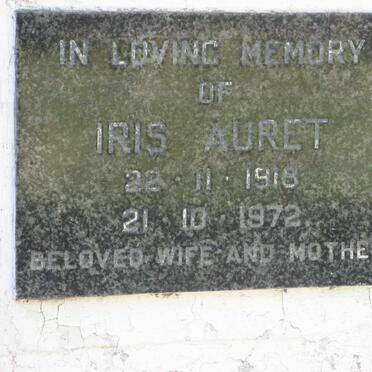 IN LOVING MEMORY
OF
IRIS AURET
22 · 11 · 1918
21 10 · 1972
BELOVED WIFE AND MOTHE